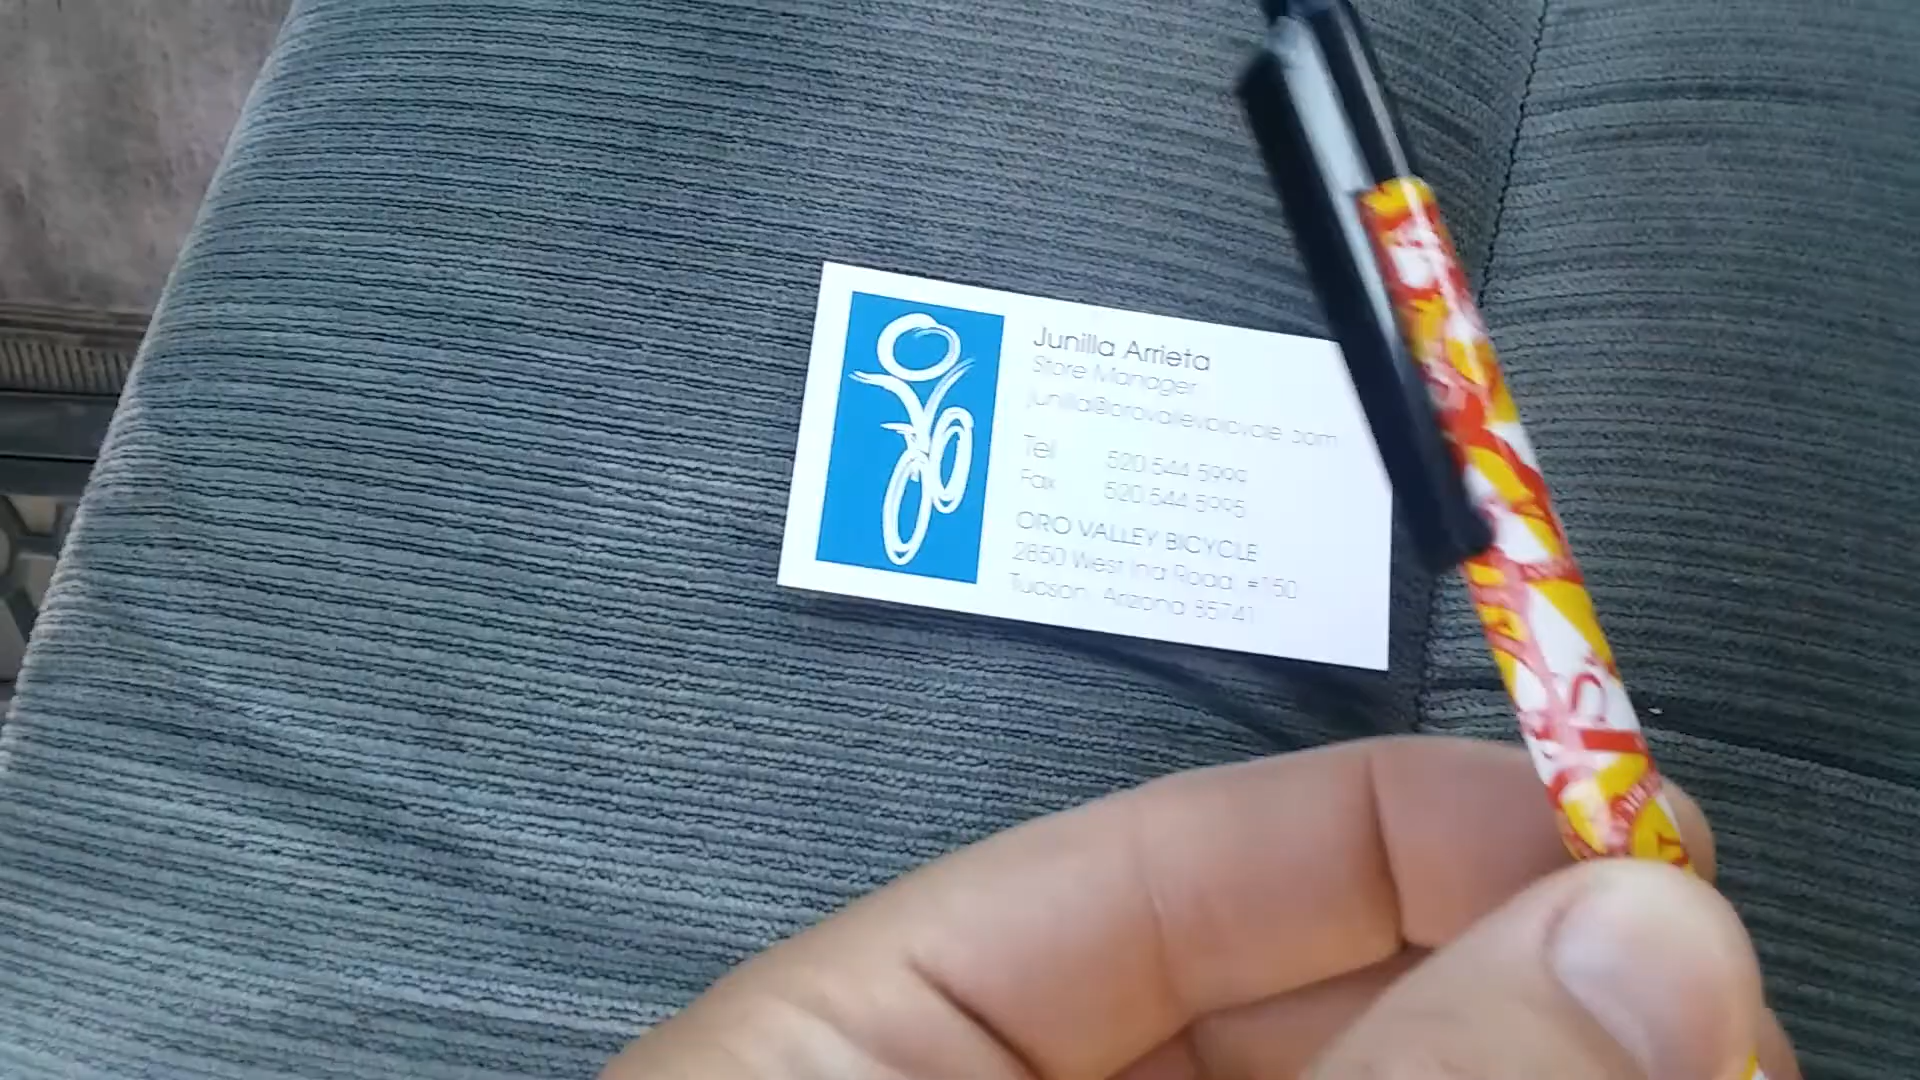 Junilla Arrieta
Store Manager
junilla@orovalleybicycle.com
Tel 520.544.5999
Fax 520.544.5995
ORO VALLEY BICYCLE
2850 West Ina Road, #150
Tucson, Arizona 85741